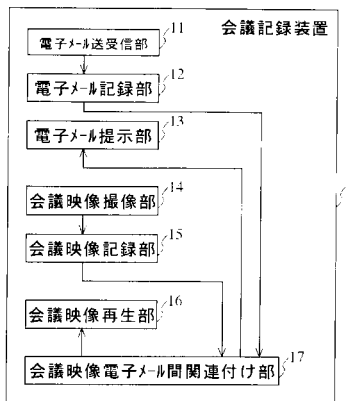 会議記録装置
11
電子メール送受信部
12
電子メール記録部
13
電子メール提示部
14
会議映像撮像部
15
会議映像記録部
16
会議映像再生部
17
会議映像電子メール間関連付け部